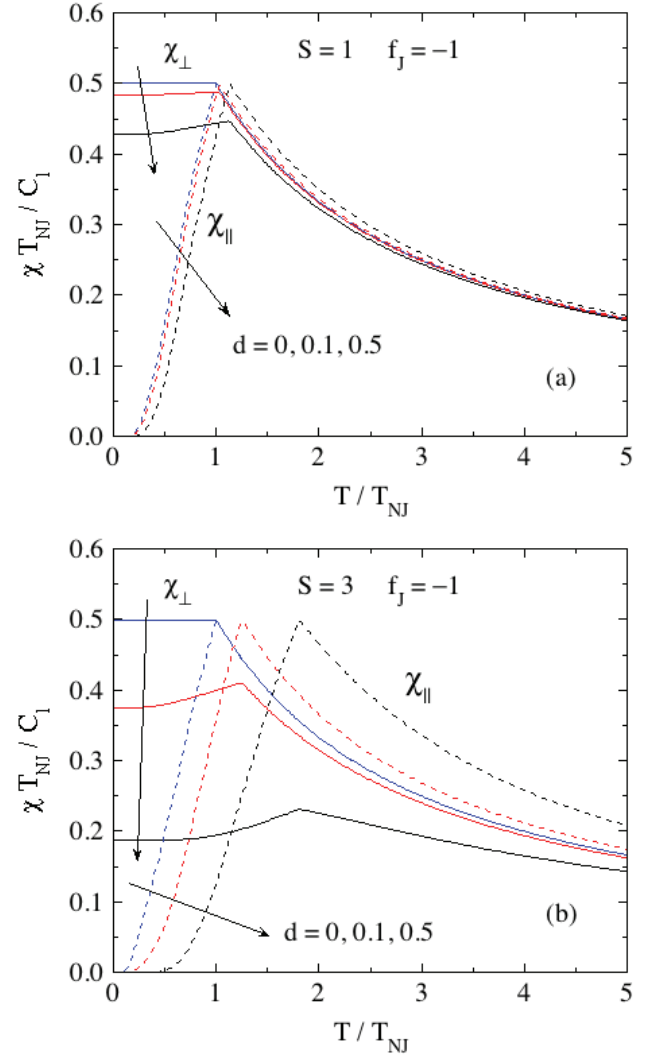 0.6
χ⊥
S = 1 f_J = −1
0.5
0.4
χ T_NJ / C_1
0.3
χ∥
0.2
d = 0, 0.1, 0.5
0.1
(a)
0.0
0 1 2 3 4 5
T / T_NJ
0.6
χ⊥
S = 3 f_J = −1
0.5
χ∥
0.4
χ T_NJ / C_1
0.3
0.2
0.1
d = 0, 0.1, 0.5
(b)
0.0
0 1 2 3 4 5
T / T_NJ